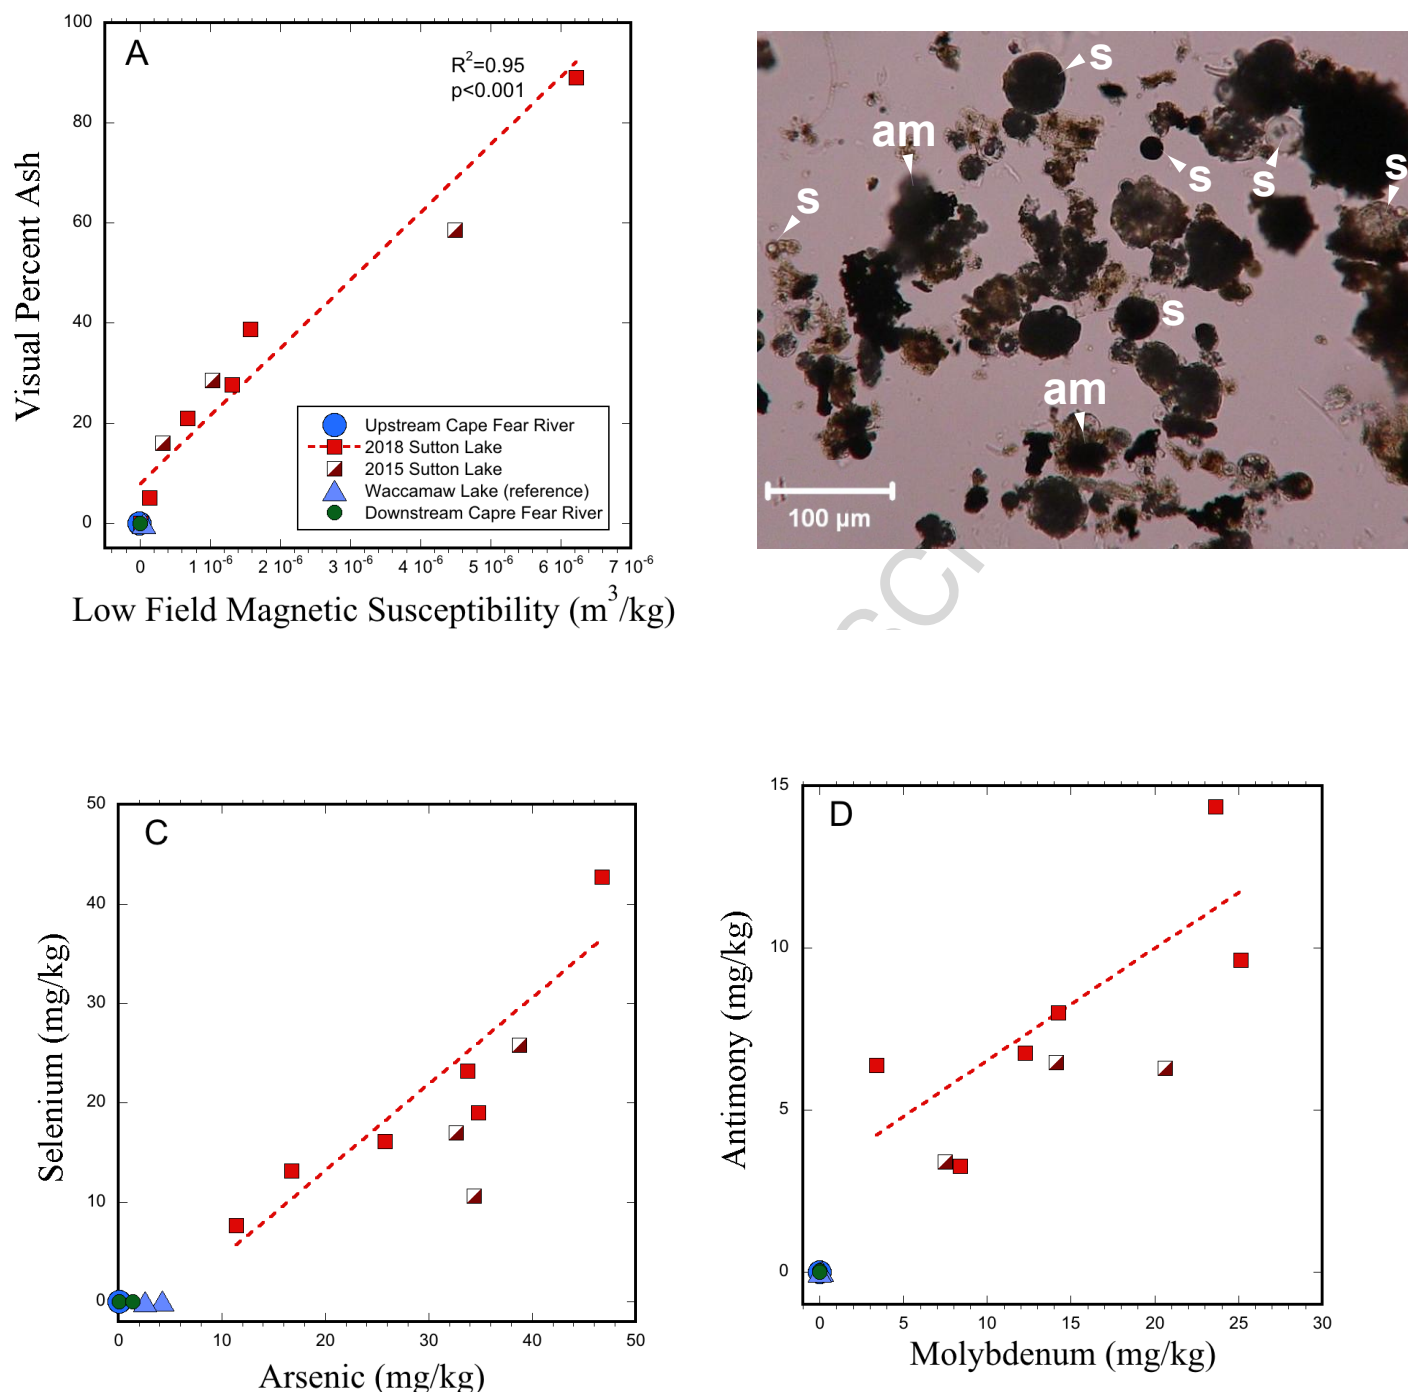 A
R²=0.95
p<0.001
100
80
60
40
20
0
Visual Percent Ash
Upstream Cape Fear River
2018 Sutton Lake
2015 Sutton Lake
Waccamaw Lake (reference)
Downstream Capre Fear River
0 1 10⁻⁶ 2 10⁻⁶ 3 10⁻⁶ 4 10⁻⁶ 5 10⁻⁶ 6 10⁻⁶ 7 10⁻⁶
Low Field Magnetic Susceptibility (m³/kg)
s
am
s
s
s
s
s
am
100 µm
C
50
40
30
20
10
0
Selenium (mg/kg)
0 10 20 30 40 50
Arsenic (mg/kg)
D
15
10
5
0
Antimony (mg/kg)
0 5 10 15 20 25 30
Molybdenum (mg/kg)